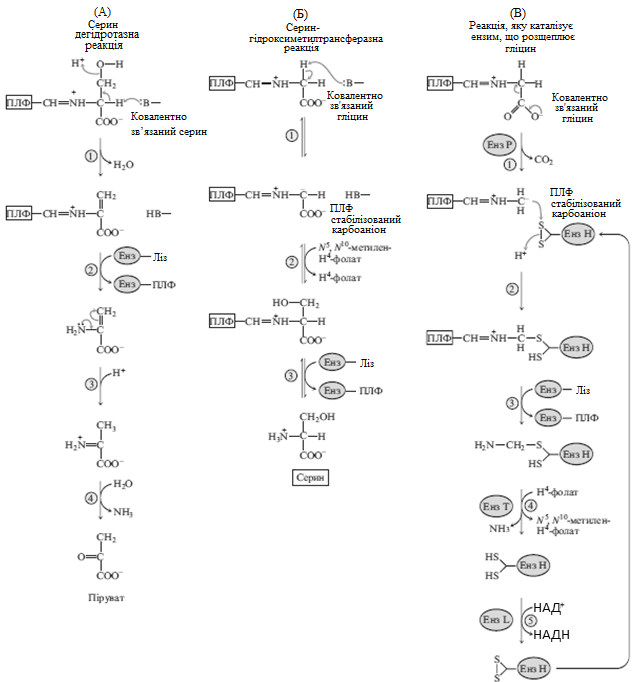 (А)
Серин
дегідротазна
реакція
H⁺
O—H
CH₂
ПЛФ—CH=N⁺H—C—H B—
COO⁻
Ковалентно
зв’язаний серин
① H₂O
CH₂
ПЛФ—CH=N⁺H—C HB—
COO⁻
② Енз—Ліз
Енз—ПЛФ
CH₂
H₂N̈—C
COO⁻
③ H⁺
CH₃
H₂N⁺=C
COO⁻
④ H₂O
NH₃
CH₂
O=C
COO⁻
Піруват
(Б)
Серин-
гідроксиметилтрансферазна
реакція
H
ПЛФ—CH—NH⁺—C—H B—
COO⁻
Ковалентно
зв'язаний
гліцин
①
ПЛФ—CH=N⁺H—C—H HB—
COO⁻
ПЛФ
стабілізований
карбоаніон
② N⁵, N¹⁰-метилен-
H⁴-фолат
H⁴-фолат
HO—CH₂
ПЛФ—CH=N⁺H—C—H
COO⁻
③ Енз—Ліз
Енз—ПЛФ
CH₂OH
H₃N⁺—C—H
COO⁻
Серин
(В)
Реакція, яку каталізує
ензим, що розщеплює
гліцин
H
ПЛФ—CH=N⁺H—C—H
C
O O⁻
Ковалентно
зв'язаний
гліцин
Енз P
① CO₂
H
ПЛФ—CH=N⁺H—C⁻
H
ПЛФ
стабілізований
карбоаніон
S
S
Енз H
H⁺
②
H
ПЛФ—CH=N⁺H—C—S
H
HS
Енз H
③ Енз—Ліз
Енз—ПЛФ
H₂N—CH₂—S
HS
Енз H
H⁴-фолат
Енз T ④
NH₃ N⁵, N¹⁰-метилен-
H⁴-фолат
HS
HS
Енз H
НАД⁺
Енз L ⑤
НАДН
S
S
Енз H